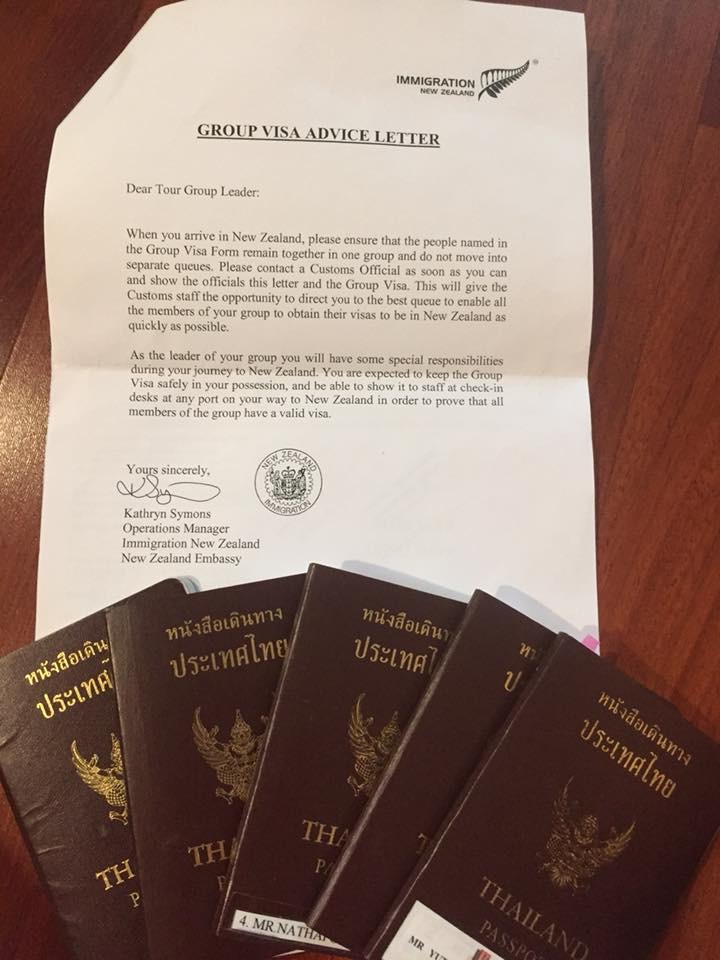 IMMIGRATION
NEW ZEALAND
®
GROUP VISA ADVICE LETTER
Dear Tour Group Leader:
When you arrive in New Zealand, please ensure that the people named in
the Group Visa Form remain together in one group and do not move into
separate queues. Please contact a Customs Official as soon as you can
and show the officials this letter and the Group Visa. This will give the
Customs staff the opportunity to direct you to the best queue to enable all
the members of your group to obtain their visas to be in New Zealand as
quickly as possible.
As the leader of your group you will have some special responsibilities
during your journey to New Zealand. You are expected to keep the Group
Visa safely in your possession, and be able to show it to staff at check-in
desks at any port on your way to New Zealand in order to prove that all
members of the group have a valid visa.
Yours sincerely,
NEW ZEALAND
IMMIGRATION
Kathryn Symons
Operations Manager
Immigration New Zealand
New Zealand Embassy
หนังสือเดิน
ประเทศ
TH
P
หนังสือเดินทาง
ประเทศไทย
TH
P
หนังสือเดินท
ประเทศไ
THA
PA
4. MR.NATHA
หน
ป
T
หนังสือเดินทาง
ประเทศไทย
THAILAND
PASSPO
MR YU